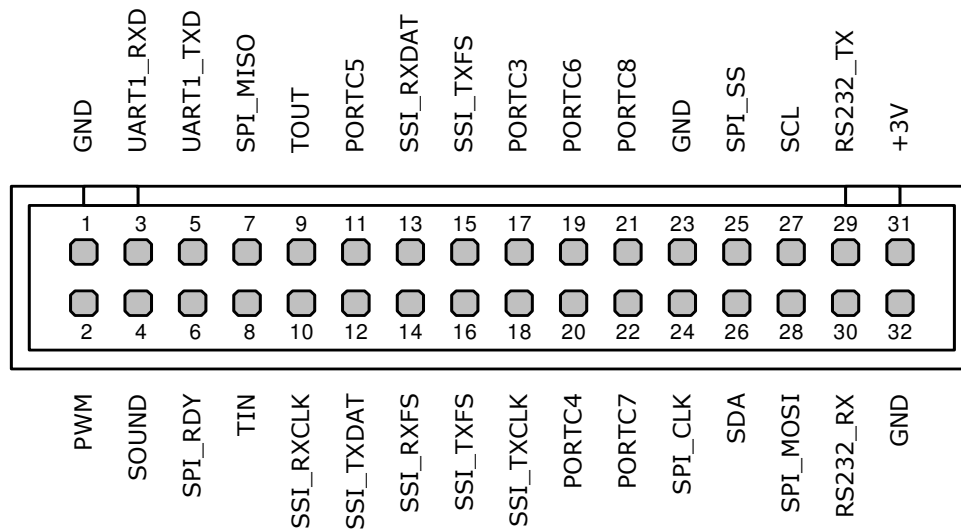 GND UART1_RXD UART1_TXD SPI_MISO TOUT PORTC5 SSI_RXDAT SSI_TXFS PORTC3 PORTC6 PORTC8 GND SPI_SS SCL RS232_TX +3V
1 3 5 7 9 11 13 15 17 19 21 23 25 27 29 31
2 4 6 8 10 12 14 16 18 20 22 24 26 28 30 32
PWM SOUND SPI_RDY TIN SSI_RXCLK SSI_TXDAT SSI_RXFS SSI_TXFS SSI_TXCLK PORTC4 PORTC7 SPI_CLK SDA SPI_MOSI RS232_RX GND